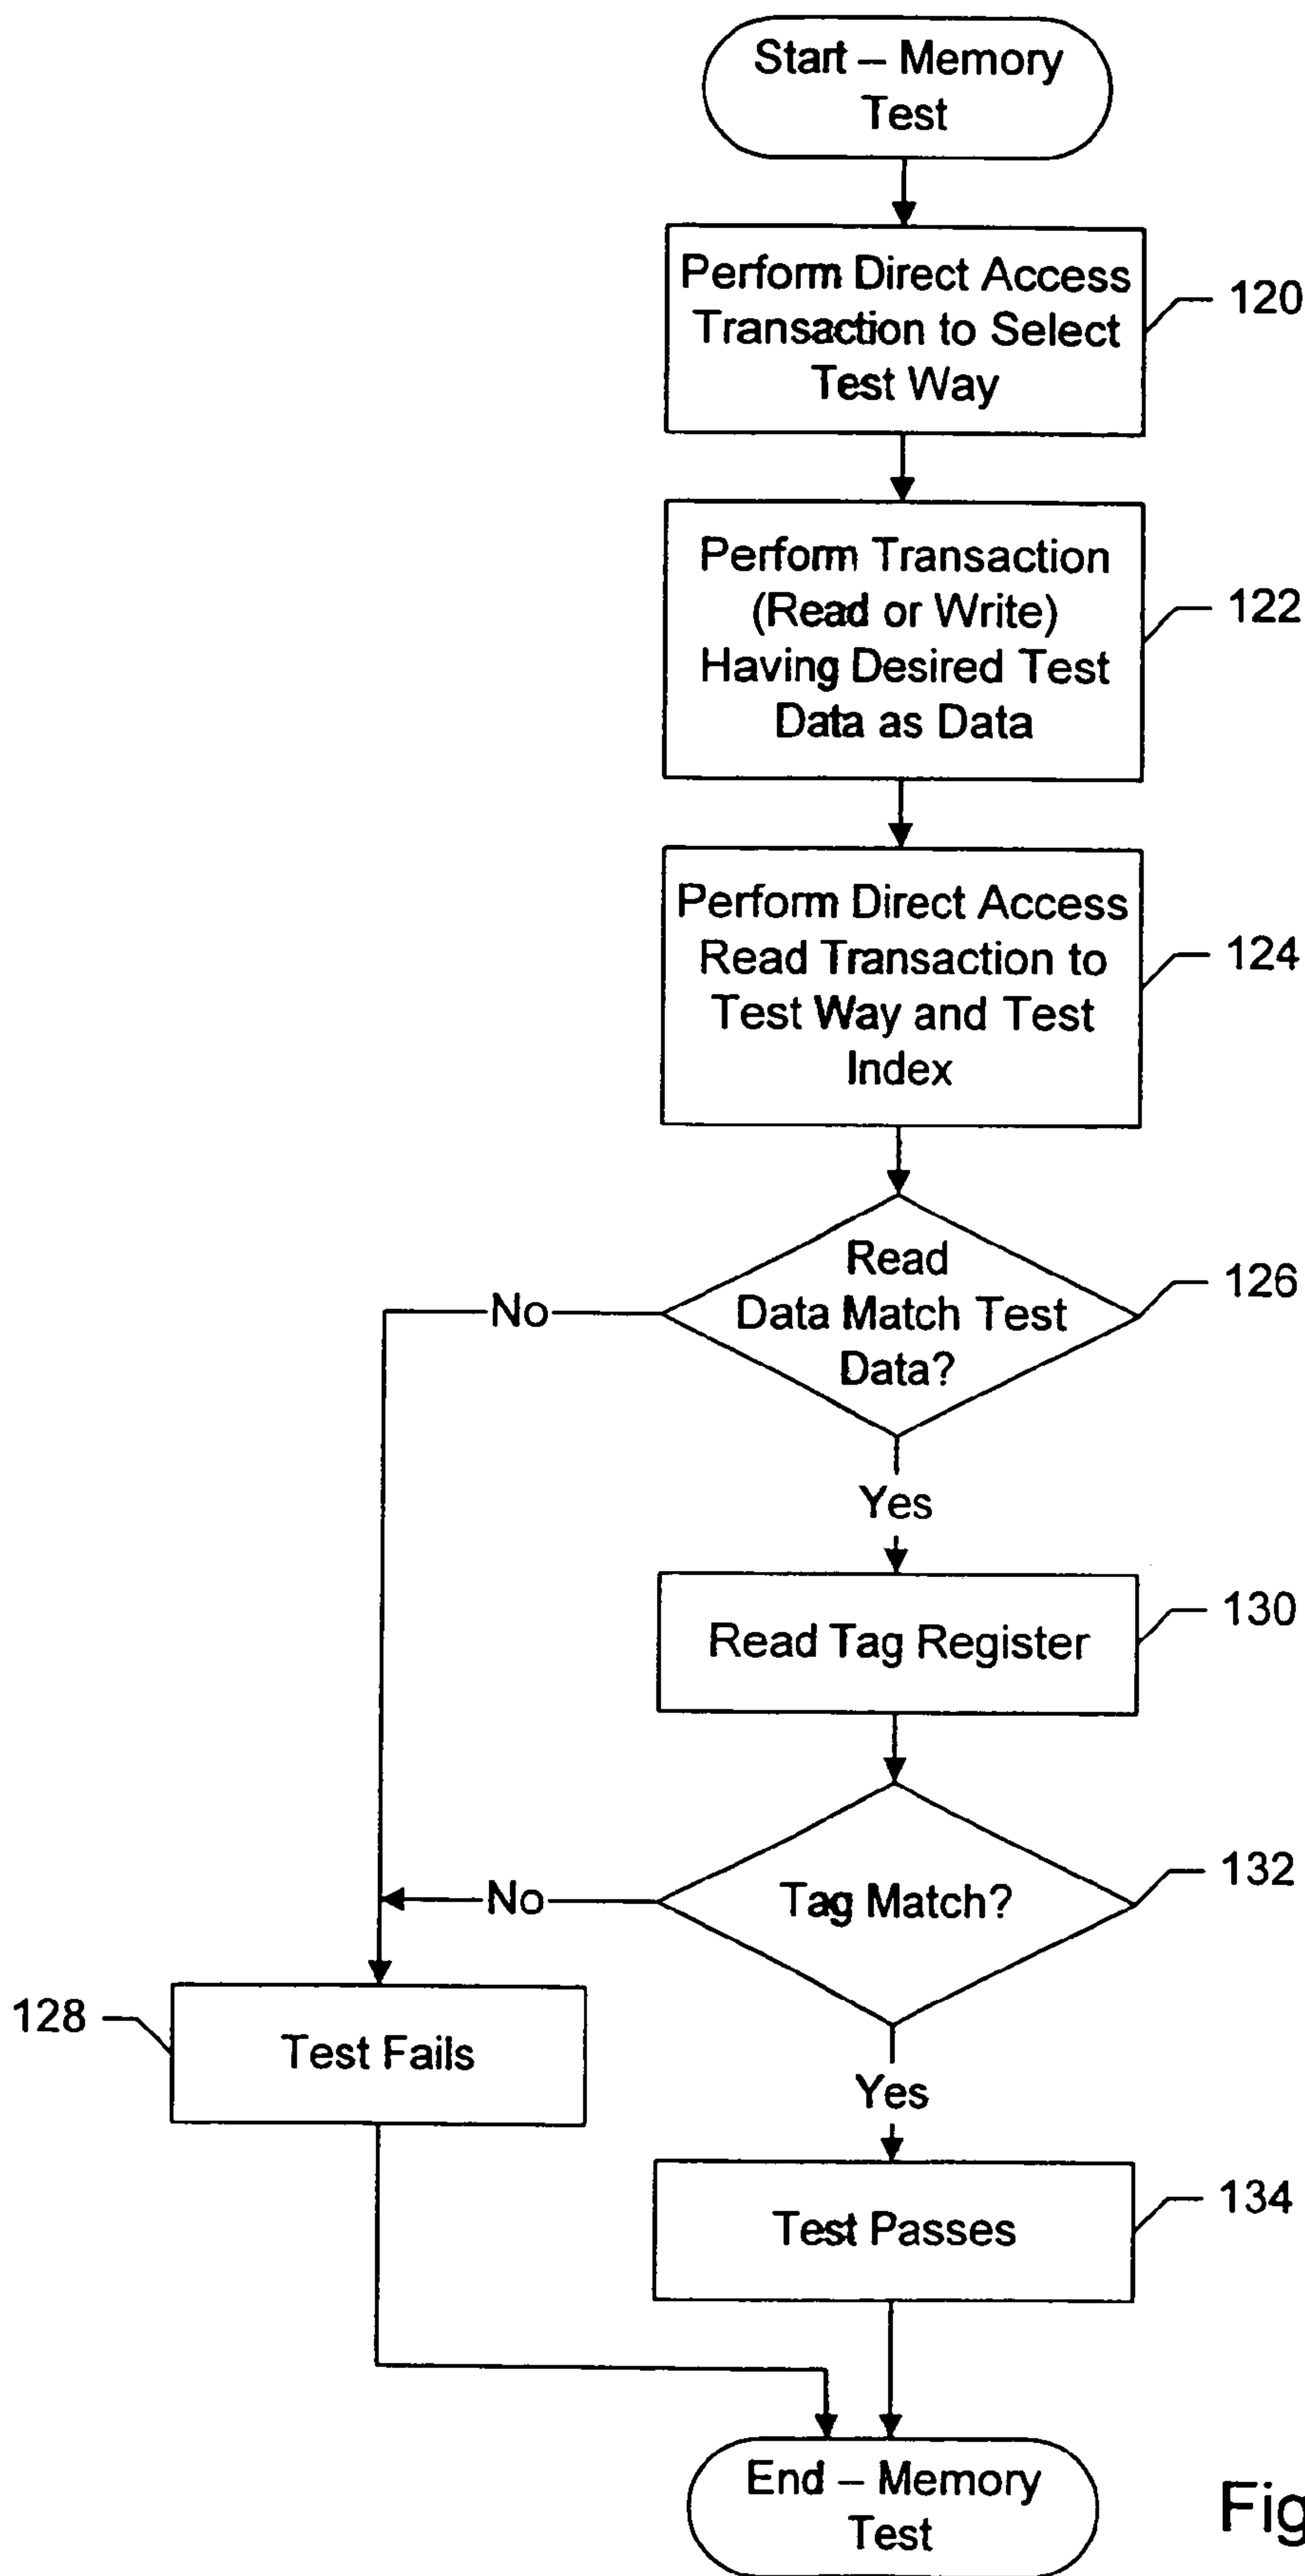 Start – Memory
Test
Perform Direct Access
Transaction to Select
Test Way
120
Perform Transaction
(Read or Write)
Having Desired Test
Data as Data
122
Perform Direct Access
Read Transaction to
Test Way and Test
Index
124
Read
Data Match Test
Data?
126
No
Yes
Read Tag Register
130
Tag Match?
132
No
128
Test Fails
Yes
Test Passes
134
End – Memory
Test
Fig